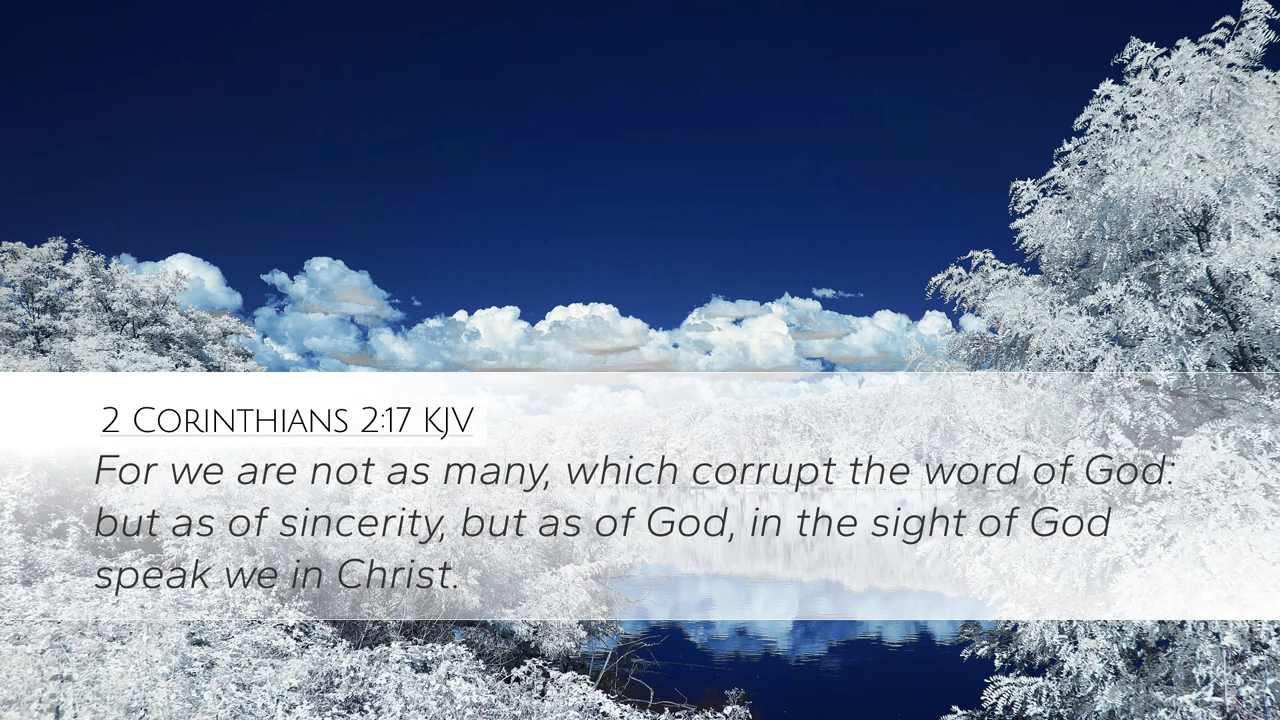 2 Corinthians 2:17 KJV
For we are not as many, which corrupt the word of God:
but as of sincerity, but as of God, in the sight of God
speak we in Christ.